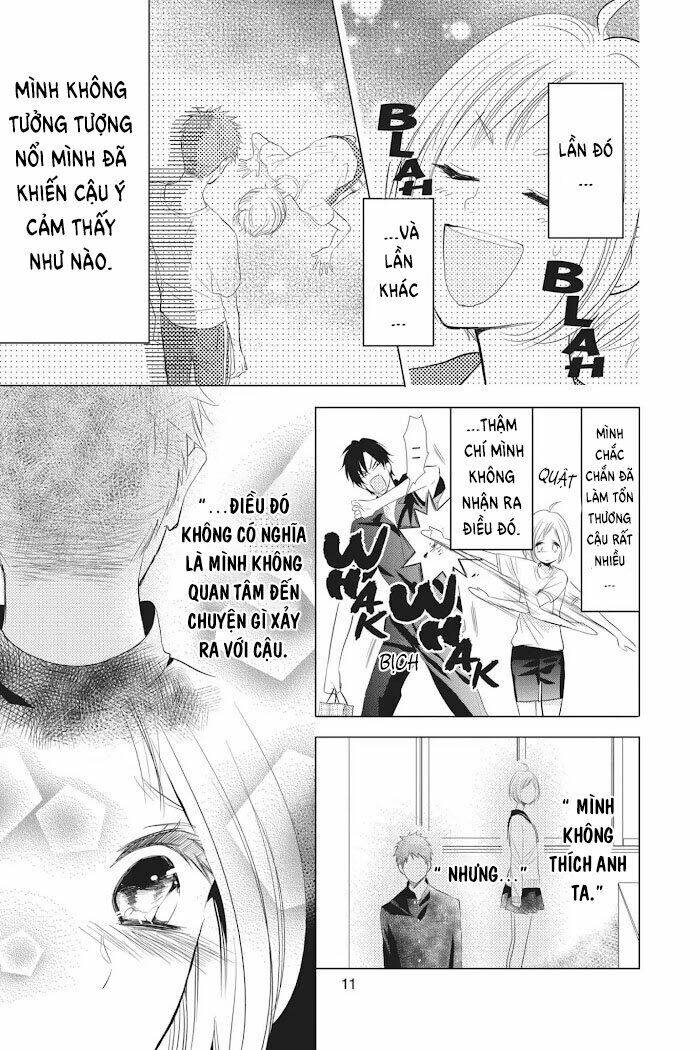 LẦN ĐÓ
...
BLAH
BLAH
...VÀ
LẦN
KHÁC
...
MÌNH KHÔNG
TƯỞNG TƯỢNG
NỔI MÌNH ĐÃ
KHIẾN CẬU Ý
CẢM THẤY
NHƯ NÀO.
MÌNH
CHẮC
CHẮN ĐÃ
LÀM TỔN
THƯƠNG
CẬU RẤT
NHIỀU
...
QUẬT
...THẬM
CHÍ MÌNH
KHÔNG
NHẬN RA
ĐIỀU ĐÓ.
WHAK
WHAK
BỊCH
"...ĐIỀU ĐÓ
KHÔNG CÓ NGHĨA
LÀ MÌNH KHÔNG
QUAN TÂM ĐẾN
CHUYỆN GÌ XẢY
RA VỚI CẬU.
" MÌNH
KHÔNG
THÍCH ANH
TA."
" NHƯNG..."
11